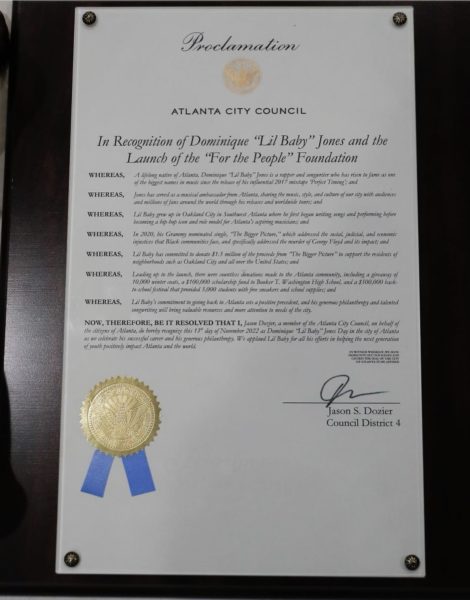 Proclamation
ATLANTA CITY COUNCIL
In Recognition of Dominique "Lil Baby" Jones and the
Launch of the "For the People" Foundation
WHEREAS, A lifelong native of Atlanta, Dominique "Lil Baby" Jones is a rapper and songwriter who has risen to fame as one
of the biggest names in music since the release of his influential 2017 mixtape 'Perfect Timing'; and
WHEREAS, Jones has served as a musical ambassador from Atlanta, sharing the music, style, and culture of our city with audiences
and millions of fans around the world through his releases and worldwide tours; and
WHEREAS, Lil Baby grew up in Oakland City in Southwest Atlanta where he first began writing songs and performing before
becoming a hip-hop icon and role model for Atlanta's aspiring musicians; and
WHEREAS, In 2020, his Grammy nominated single, "The Bigger Picture," which addressed the social, judicial, and economic
injustices that Black communities face, and specifically addressed the murder of George Floyd and its impact; and
WHEREAS, Lil Baby has committed to donate $1.5 million of the proceeds from "The Bigger Picture" to support the residents of
neighborhoods such as Oakland City and all over the United States; and
WHEREAS, Leading up to the launch, there were countless donations made to the Atlanta community, including a giveaway of
10,000 winter coats, a $100,000 scholarship fund to Booker T. Washington High School, and a $100,000 back-
to-school festival that provided 3,000 students with free sneakers and school supplies; and
WHEREAS, Lil Baby's commitment to giving back to Atlanta sets a positive precedent, and his generous philanthropy and talented
songwriting will bring valuable resources and more attention to needs of the city.
NOW, THEREFORE, BE IT RESOLVED THAT I, Jason Dozier, a member of the Atlanta City Council, on behalf of
the citizens of Atlanta, do hereby recognize this 13th day of November 2022 as Dominique "Lil Baby" Jones Day in the city of Atlanta
as we celebrate his successful career and his generous philanthropy. We applaud Lil Baby for all his efforts in helping the next generation
of youth positively impact Atlanta and the world.
Jason S. Dozier
Council District 4